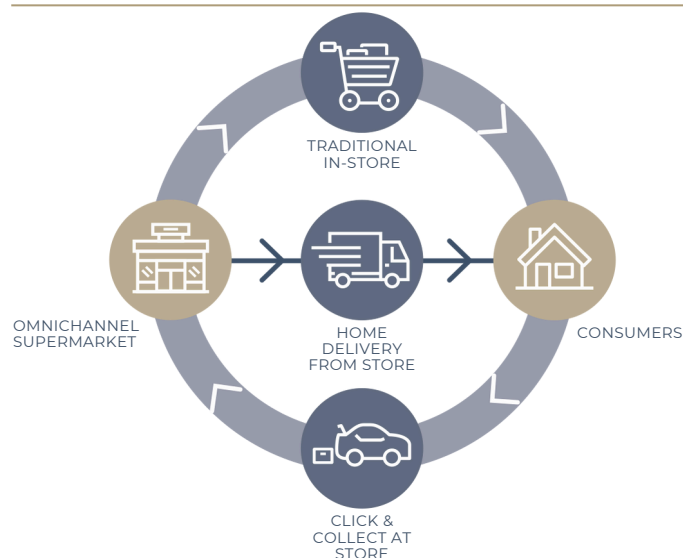 TRADITIONAL
IN-STORE
OMNICHANNEL
SUPERMARKET
HOME
DELIVERY
FROM STORE
CONSUMERS
CLICK &
COLLECT AT
STORE